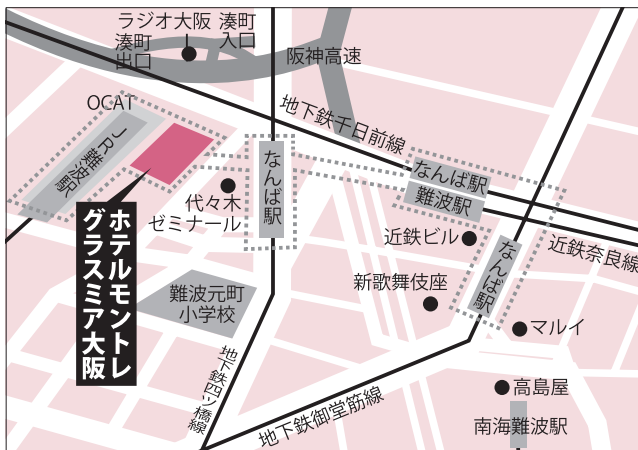 ラジオ大阪
湊町
入口
湊町
出口
阪神高速
OCAT
地下鉄千日前線
JR難波駅
なんば駅
なんば駅
難波駅
代々木
ゼミナール
近鉄ビル
なんば駅
近鉄奈良線
ホテルモントレ
グラスミア大阪
新歌舞伎座
難波元町
小学校
マルイ
地下鉄四ツ橋線
高島屋
地下鉄御堂筋線
南海難波駅